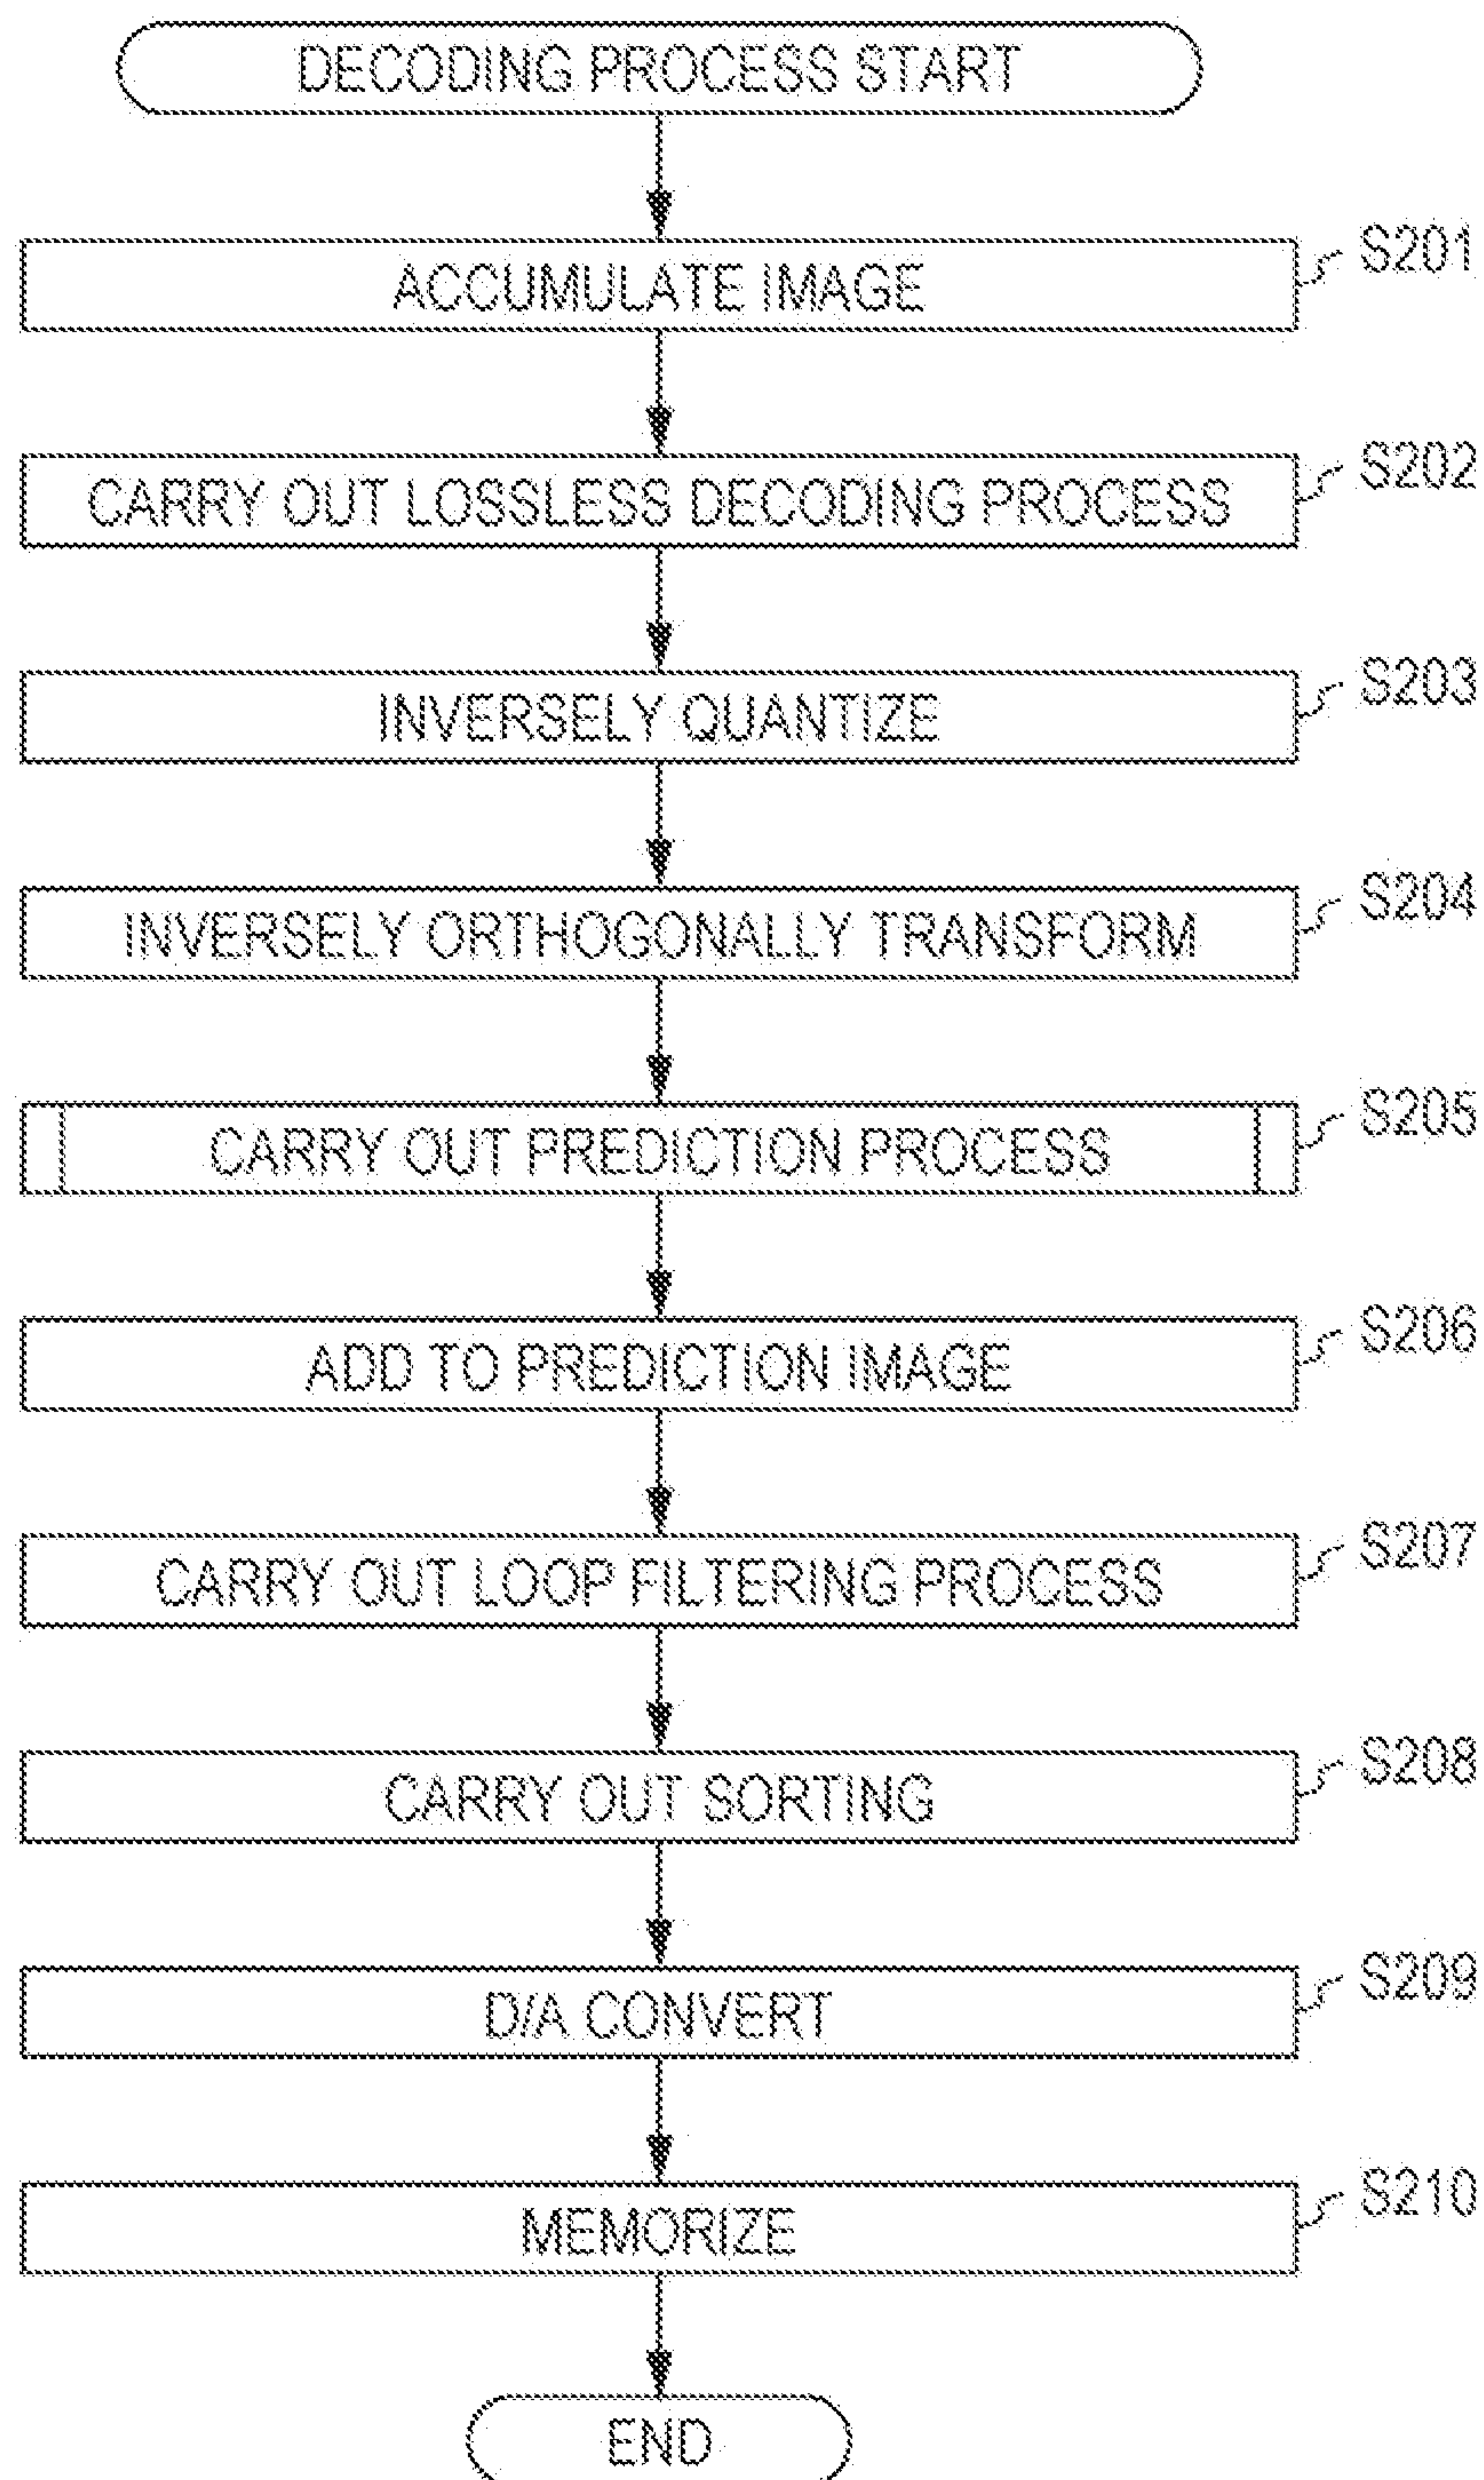 DECODING PROCESS START
ACCUMULATE IMAGE
S201
CARRY OUT LOSSLESS DECODING PROCESS
S202
INVERSELY QUANTIZE
S203
INVERSELY ORTHOGONALLY TRANSFORM
S204
CARRY OUT PREDICTION PROCESS
S205
ADD TO PREDICTION IMAGE
S206
CARRY OUT LOOP FILTERING PROCESS
S207
CARRY OUT SORTING
S208
D/A CONVERT
S209
MEMORIZE
S210
END